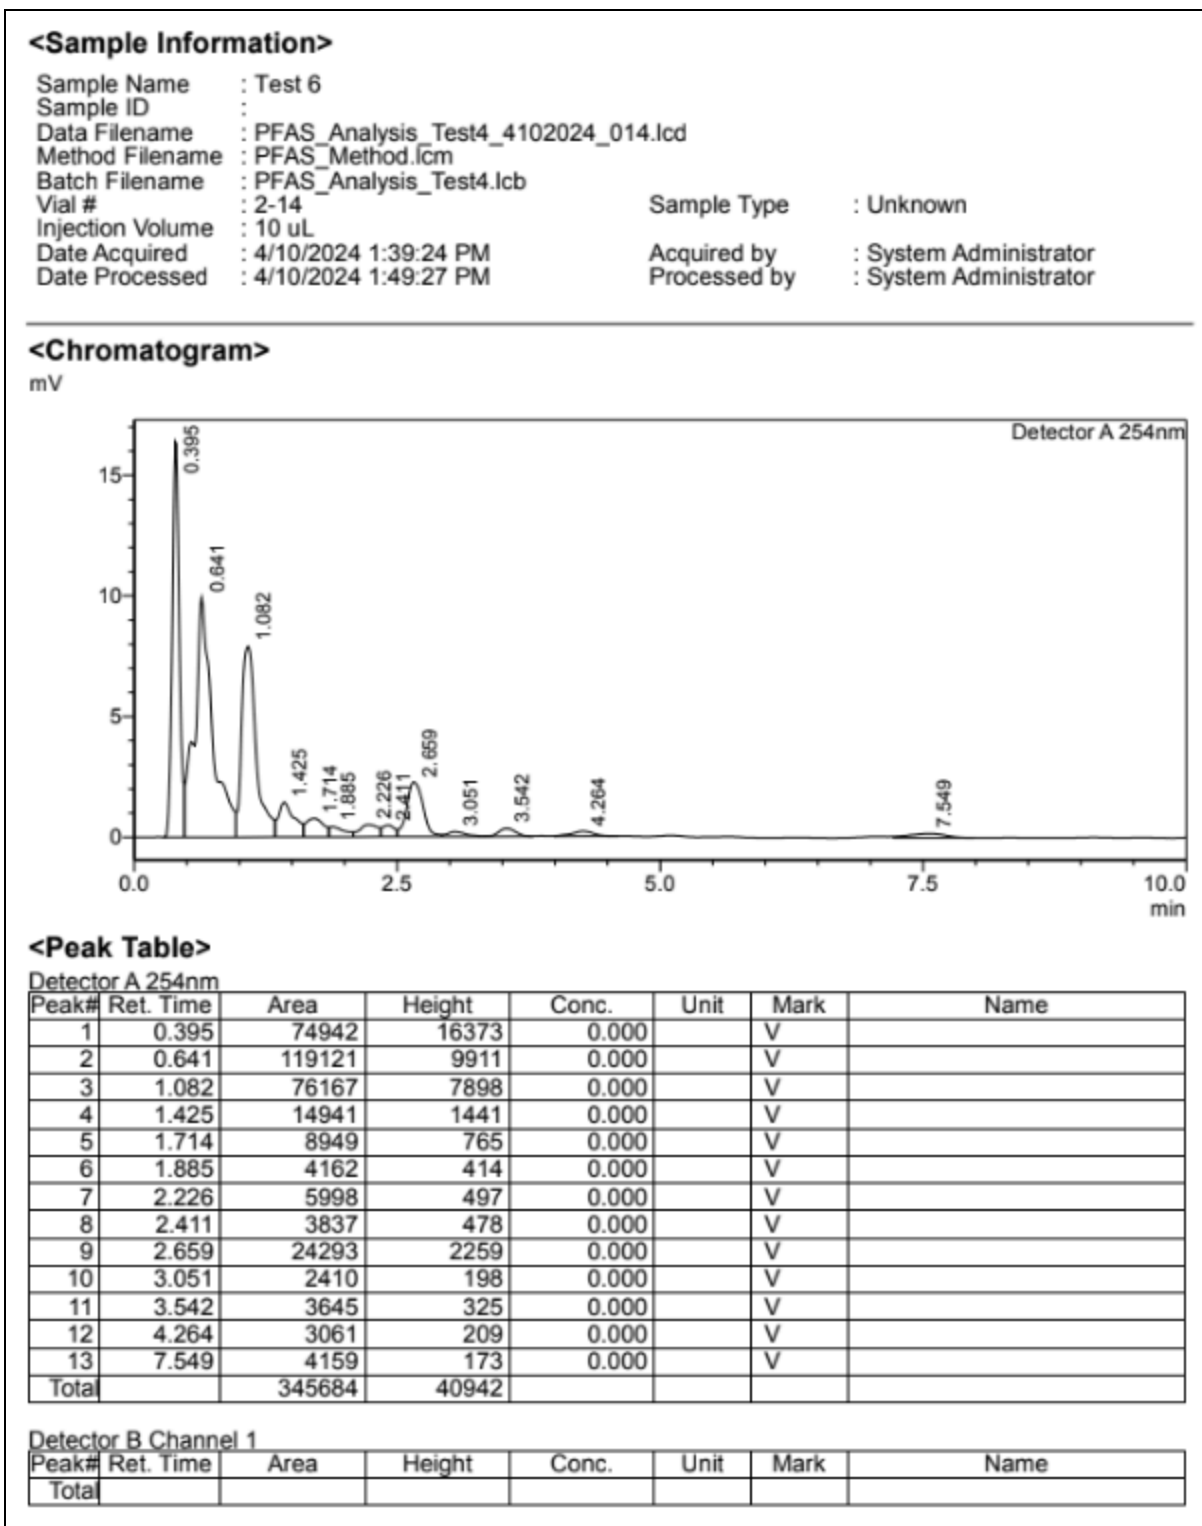 <Sample Information>
Sample Name : Test 6
Sample ID :
Data Filename : PFAS_Analysis_Test4_4102024_014.lcd
Method Filename : PFAS_Method.lcm
Batch Filename : PFAS_Analysis_Test4.lcb
Vial # : 2-14 Sample Type : Unknown
Injection Volume : 10 uL
Date Acquired : 4/10/2024 1:39:24 PM Acquired by : System Administrator
Date Processed : 4/10/2024 1:49:27 PM Processed by : System Administrator
<Chromatogram>
mV
Detector A 254nm
15
10
5
0
0.395
0.641
1.082
1.425
1.714
1.885
2.226
2.411
2.659
3.051
3.542
4.264
7.549
0.0 2.5 5.0 7.5 10.0
min
<Peak Table>
Detector A 254nm
Peak# Ret. Time Area Height Conc. Unit Mark Name
1 0.395 74942 16373 0.000 V
2 0.641 119121 9911 0.000 V
3 1.082 76167 7898 0.000 V
4 1.425 14941 1441 0.000 V
5 1.714 8949 765 0.000 V
6 1.885 4162 414 0.000 V
7 2.226 5998 497 0.000 V
8 2.411 3837 478 0.000 V
9 2.659 24293 2259 0.000 V
10 3.051 2410 198 0.000 V
11 3.542 3645 325 0.000 V
12 4.264 3061 209 0.000 V
13 7.549 4159 173 0.000 V
Total 345684 40942
Detector B Channel 1
Peak# Ret. Time Area Height Conc. Unit Mark Name
Total